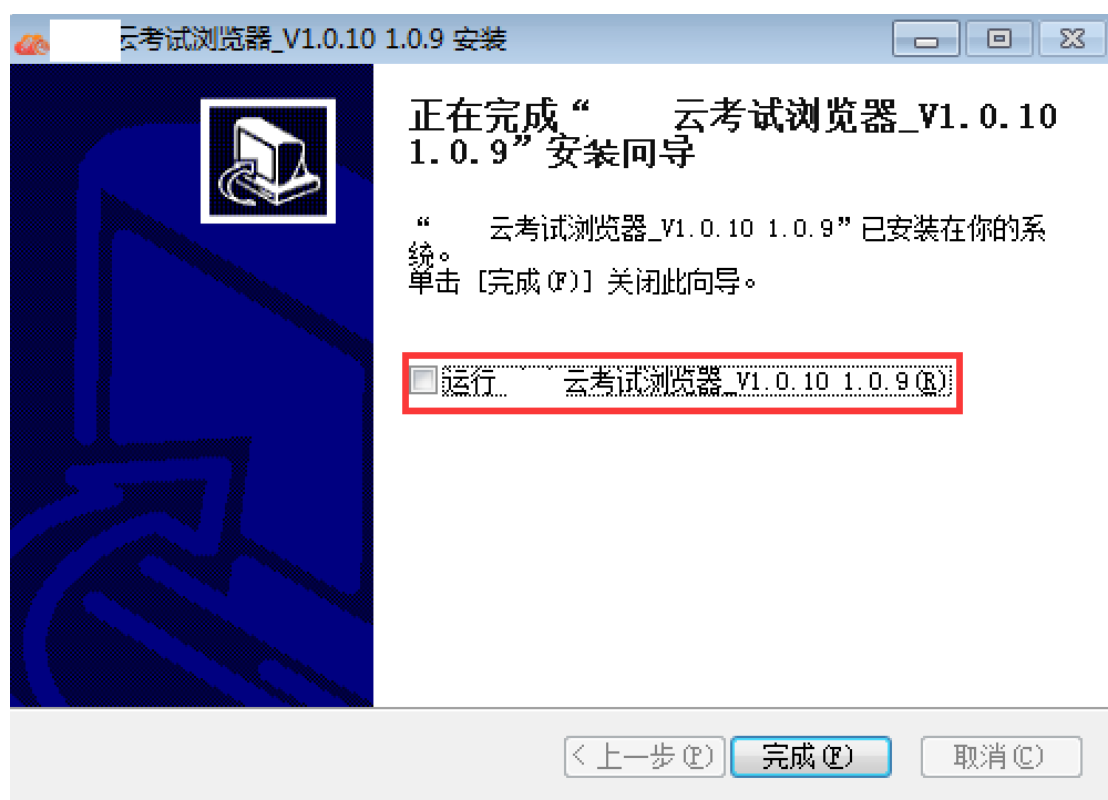 云考试浏览器_V1.0.10 1.0.9 安装
正在完成“ 云考试浏览器_V1.0.10
1.0.9”安装向导
“ 云考试浏览器_V1.0.10 1.0.9”已安装在你的系
统。
单击 [完成(F)] 关闭此向导。
运行 云考试浏览器_V1.0.10 1.0.9(R)
< 上一步(P)
完成(F)
取消(C)